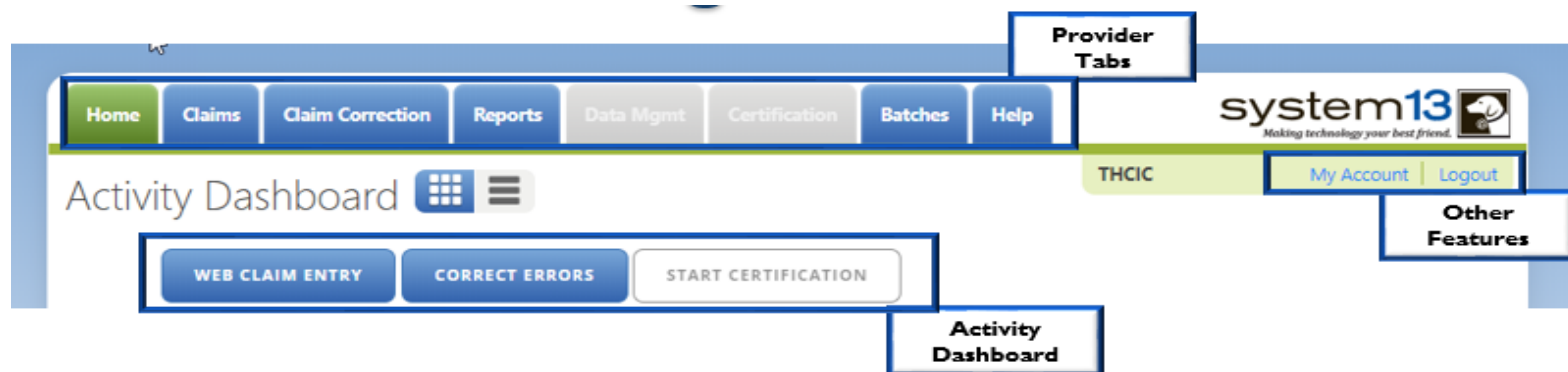 Provider
Tabs
Home Claims Claim Correction Reports Data Mgmt Certification Batches Help
system13
Making technology your best friend.
THCIC My Account Logout
Activity Dashboard
Other
Features
WEB CLAIM ENTRY CORRECT ERRORS START CERTIFICATION
Activity
Dashboard